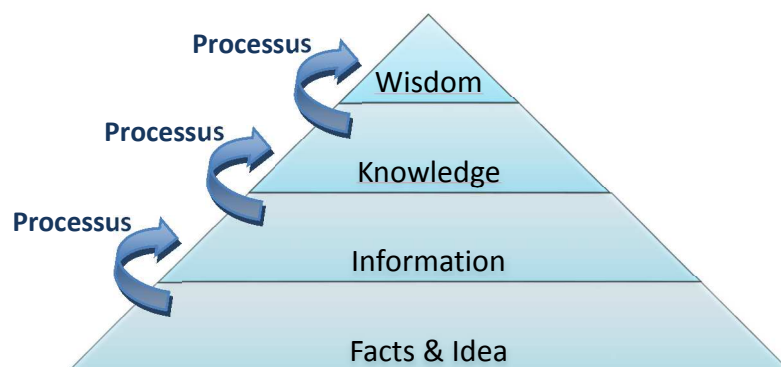 Processus
Wisdom
Processus
Knowledge
Processus
Information
Facts & Idea